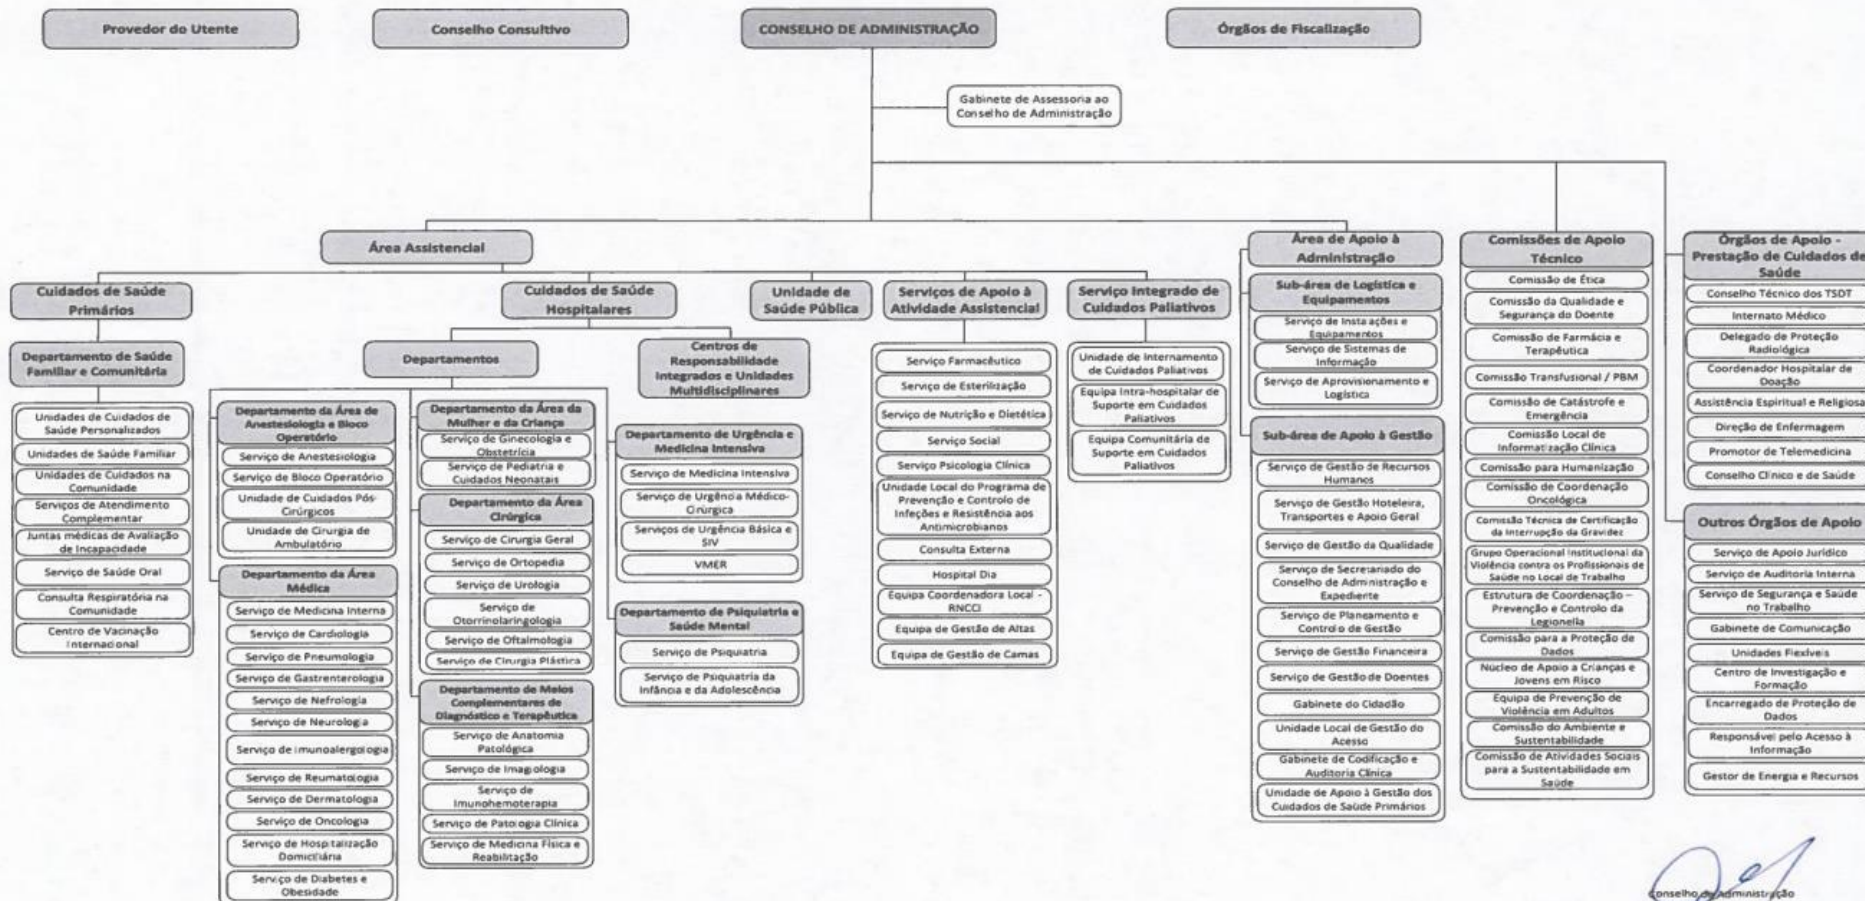 Provedor do Utente
Conselho Consultivo
CONSELHO DE ADMINISTRAÇÃO
Órgãos de Fiscalização
Gabinete de Assessoria ao
Conselho de Administração
Área Assistencial
Cuidados de Saúde
Primários
Departamento de Saúde
Familiar e Comunitária
Unidades de Cuidados de
Saúde Personalizados
Unidades de Saúde Familiar
Unidades de Cuidados na
Comunidade
Serviços de Atendimento
Complementar
Juntas médicas de Avaliação
de Incapacidade
Serviço de Saúde Oral
Consulta Respiratória na
Comunidade
Centro de Vacinação
Internacional
Cuidados de Saúde
Hospitalares
Departamentos
Departamento da Área de
Anestesiologia e Bloco
Operatório
Serviço de Anestesiologia
Serviço de Bloco Operatório
Unidade de Cuidados Pós-
Cirúrgicos
Unidade de Cirurgia de
Ambulatório
Departamento da Área
Médica
Serviço de Medicina Interna
Serviço de Cardiologia
Serviço de Pneumologia
Serviço de Gastrenterologia
Serviço de Nefrologia
Serviço de Neurologia
Serviço de Imunoalergologia
Serviço de Reumatologia
Serviço de Dermatologia
Serviço de Oncologia
Serviço de Hospitalização
Domiciliária
Serviço de Diabetes e
Obesidade
Departamento da Área da
Mulher e da Criança
Serviço de Ginecologia e
Obstetrícia
Serviço de Pediatria e
Cuidados Neonatais
Departamento da Área
Cirúrgica
Serviço de Cirurgia Geral
Serviço de Ortopedia
Serviço de Urologia
Serviço de
Otorrinolaringologia
Serviço de Oftalmologia
Serviço de Cirurgia Plástica
Departamento de Meios
Complementares de
Diagnóstico e Terapêutica
Serviço de Anatomia
Patológica
Serviço de Imagiologia
Serviço de
Imunohemoterapia
Serviço de Patologia Clínica
Serviço de Medicina Física e
Reabilitação
Centros de
Responsabilidade
Integrados e Unidades
Multidisciplinares
Departamento de Urgência e
Medicina Intensiva
Serviço de Medicina Intensiva
Serviço de Urgência Médico-
Cirúrgica
Serviços de Urgência Básica e
SIV
VMER
Departamento de Psiquiatria e
Saúde Mental
Serviço de Psiquiatria
Serviço de Psiquiatria da
Infância e da Adolescência
Unidade de
Saúde Pública
Serviços de Apoio à
Atividade Assistencial
Serviço Farmacêutico
Serviço de Esterilização
Serviço de Nutrição e Dietética
Serviço Social
Serviço Psicologia Clínica
Unidade Local do Programa de
Prevenção e Controlo de
Infeções e Resistência aos
Antimicrobianos
Consulta Externa
Hospital Dia
Equipa Coordenadora Local -
RNCCI
Equipa de Gestão de Altas
Equipa de Gestão de Camas
Serviço Integrado de
Cuidados Paliativos
Unidade de Internamento
de Cuidados Paliativos
Equipa Intra-hospitalar de
Suporte em Cuidados
Paliativos
Equipa Comunitária de
Suporte em Cuidados
Paliativos
Área de Apoio à
Administração
Sub-área de Logística e
Equipamentos
Serviço de Instalações e
Equipamentos
Serviço de Sistemas de
Informação
Serviço de Aprovisionamento e
Logística
Sub-área de Apoio à Gestão
Serviço de Gestão de Recursos
Humanos
Serviço de Gestão Hoteleira,
Transportes e Apoio Geral
Serviço de Gestão da Qualidade
Serviço de Secretariado do
Conselho de Administração e
Expediente
Serviço de Planeamento e
Controlo de Gestão
Serviço de Gestão Financeira
Serviço de Gestão de Doentes
Gabinete do Cidadão
Unidade Local de Gestão do
Acesso
Gabinete de Codificação e
Auditoria Clínica
Unidade de Apoio à Gestão dos
Cuidados de Saúde Primários
Comissões de Apoio
Técnico
Comissão de Ética
Comissão da Qualidade e
Segurança do Doente
Comissão de Farmácia e
Terapêutica
Comissão Transfusional / PBM
Comissão de Catástrofe e
Emergência
Comissão Local de
Informatização Clínica
Comissão para Humanização
Comissão de Coordenação
Oncológica
Comissão Técnica de Certificação
da Interrupção da Gravidez
Grupo Operacional Institucional da
Violência contra os Profissionais de
Saúde no Local de Trabalho
Estrutura de Coordenação –
Prevenção e Controlo da
Legionella
Comissão para a Proteção de
Dados
Núcleo de Apoio a Crianças e
Jovens em Risco
Equipa de Prevenção de
Violência em Adultos
Comissão do Ambiente e
Sustentabilidade
Comissão de Atividades Sociais
para a Sustentabilidade em
Saúde
Órgãos de Apoio -
Prestação de Cuidados de
Saúde
Conselho Técnico dos TSDT
Internato Médico
Delegado de Proteção
Radiológica
Coordenador Hospitalar de
Doação
Assistência Espiritual e Religiosa
Direção de Enfermagem
Promotor de Telemedicina
Conselho Clínico e de Saúde
Outros Órgãos de Apoio
Serviço de Apoio Jurídico
Serviço de Auditoria Interna
Serviço de Segurança e Saúde
no Trabalho
Gabinete de Comunicação
Unidades Flexíveis
Centro de Investigação e
Formação
Encarregado de Proteção de
Dados
Responsável pelo Acesso à
Informação
Gestor de Energia e Recursos
Conselho de Administração